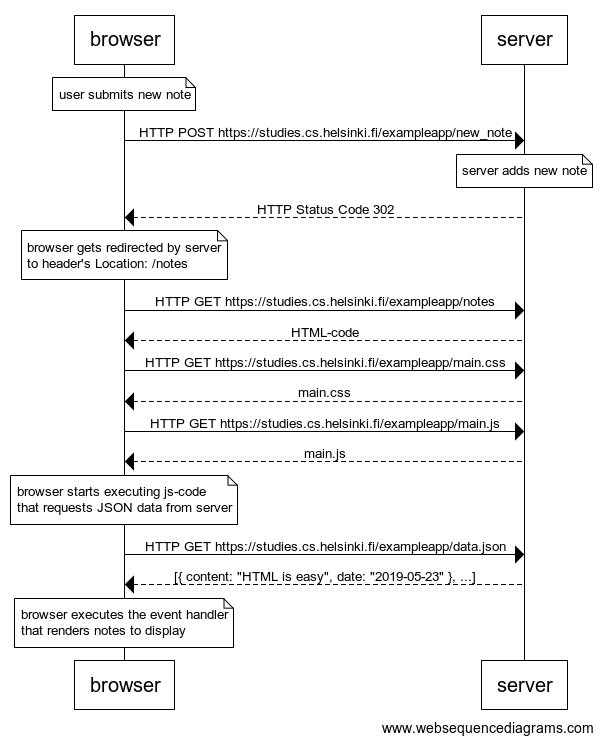 browser
server
user submits new note
HTTP POST https://studies.cs.helsinki.fi/exampleapp/new_note
server adds new note
HTTP Status Code 302
browser gets redirected by server
to header's Location: /notes
HTTP GET https://studies.cs.helsinki.fi/exampleapp/notes
HTML-code
HTTP GET https://studies.cs.helsinki.fi/exampleapp/main.css
main.css
HTTP GET https://studies.cs.helsinki.fi/exampleapp/main.js
main.js
browser starts executing js-code
that requests JSON data from server
HTTP GET https://studies.cs.helsinki.fi/exampleapp/data.json
[{ content: "HTML is easy", date: "2019-05-23" }, ...]
browser executes the event handler
that renders notes to display
browser
server
www.websequencediagrams.com